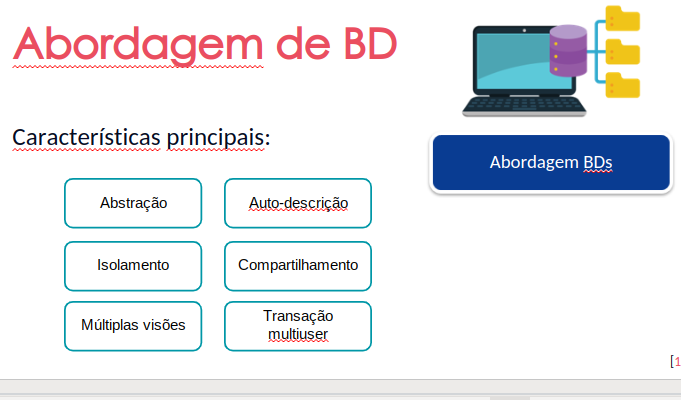 Abordagem de BD
Características principais:
Abordagem BDs
Abstração
Auto-descrição
Isolamento
Compartilhamento
Múltiplas visões
Transação
multiuser
[1